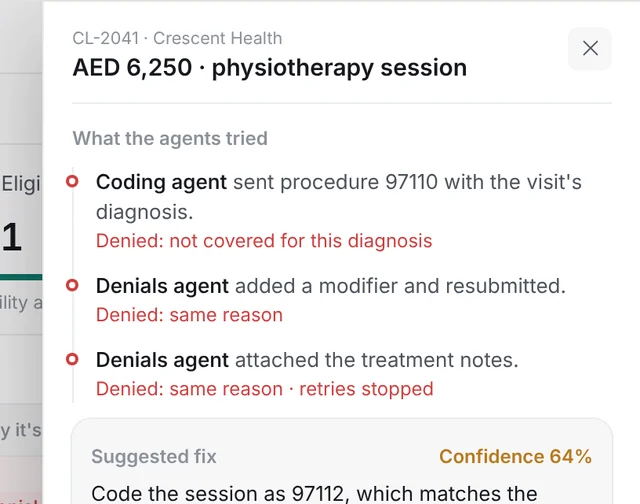 CL-2041 · Crescent Health
AED 6,250 · physiotherapy session
What the agents tried
Eligi
Coding agent sent procedure 97110 with the visit's
diagnosis.
1
Denied: not covered for this diagnosis
Denials agent added a modifier and resubmitted.
ility a
Denied: same reason
Denials agent attached the treatment notes.
Denied: same reason · retries stopped
y it's
Suggested fix
Confidence 64%
Code the session as 97112, which matches the